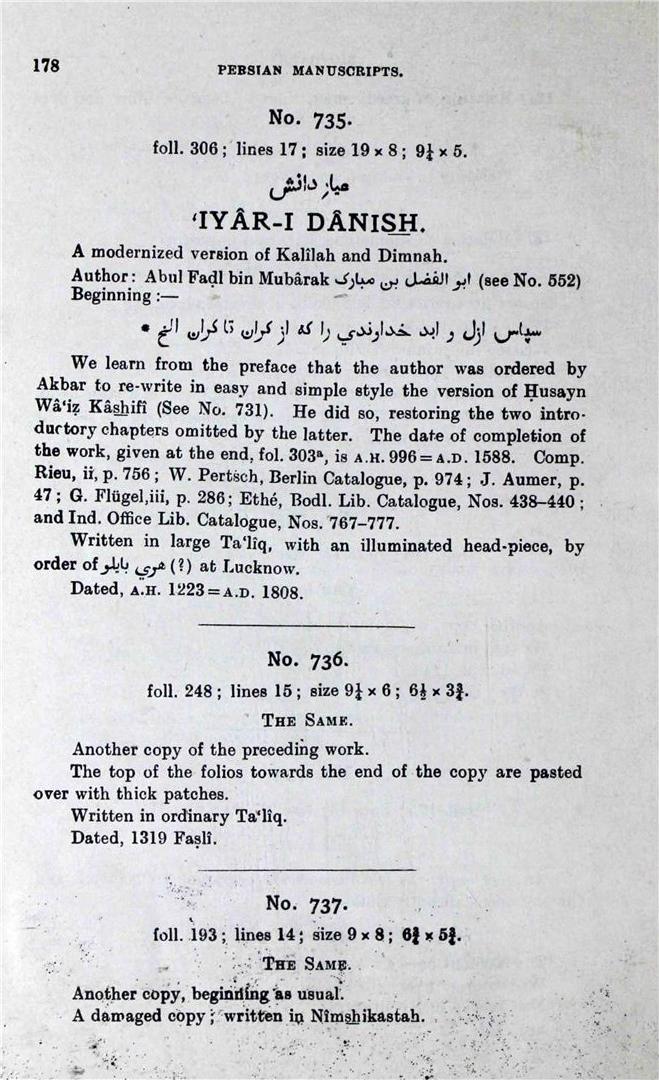 178
PERSIAN MANUSCRIPTS.
No. 735.
foll. 306; lines 17; size 19 × 8; 9¼ × 5.
عيار دانش
‘IYÂR-I DÂNISH.
A modernized version of Kalîlah and Dimnah.
Author: Abul Faḍl bin Mubârak ابو الفضل بن مبارك (see No. 552)
Beginning :—
سپاس ازل و ابد خداوندي را كه از كران تا كران الخ •
We learn from the preface that the author was ordered by
Akbar to re-write in easy and simple style the version of Ḥusayn
Wâ‘iẓ Kâshifî (See No. 731). He did so, restoring the two intro-
ductory chapters omitted by the latter. The date of completion of
the work, given at the end, fol. 303ª, is A.H. 996=A.D. 1588. Comp.
Rieu, ii, p. 756; W. Pertsch, Berlin Catalogue, p. 974; J. Aumer, p.
47; G. Flügel,iii, p. 286; Ethé, Bodl. Lib. Catalogue, Nos. 438–440;
and Ind. Office Lib. Catalogue, Nos. 767–777.
Written in large Ta‘lîq, with an illuminated head-piece, by
order of هري بابلو (?) at Lucknow.
Dated, A.H. 1223=A.D. 1808.
No. 736.
foll. 248; lines 15; size 9¼ × 6; 6½ × 3¾.
THE SAME.
Another copy of the preceding work.
The top of the folios towards the end of the copy are pasted
over with thick patches.
Written in ordinary Ta‘lîq.
Dated, 1319 Faṣlî.
No. 737.
foll. 193; lines 14; size 9 × 8; 6¾ × 5¾.
THE SAME.
Another copy, beginning as usual.
A damaged copy; written in Nîmshikastah.